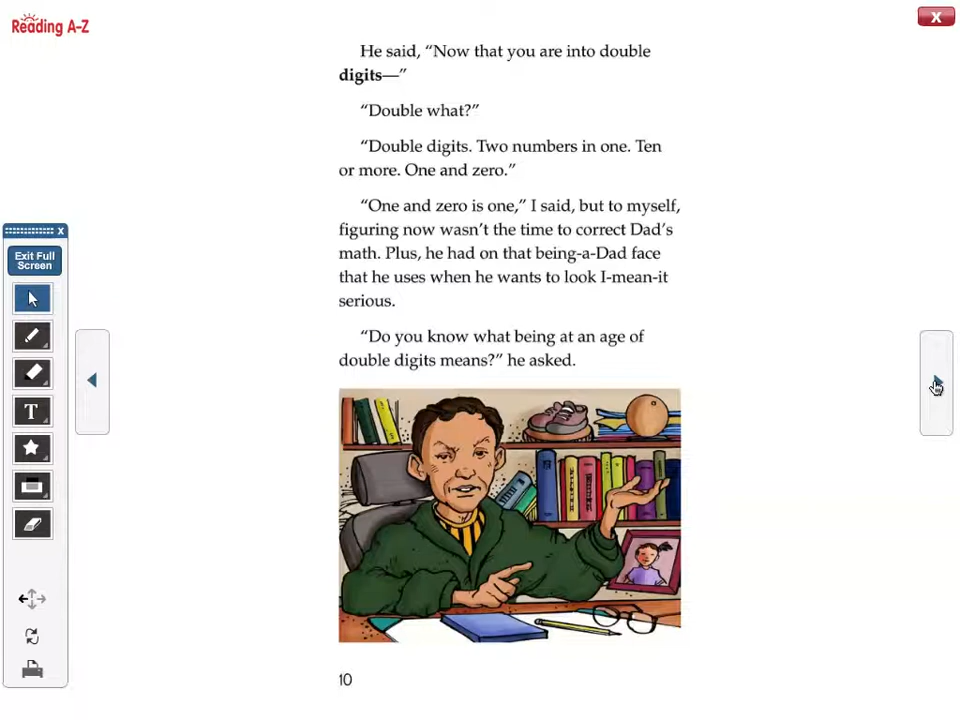 Reading A-Z
X
He said, “Now that you are into double
digits—”
“Double what?”
“Double digits. Two numbers in one. Ten
or more. One and zero.”
“One and zero is one,” I said, but to myself,
figuring now wasn’t the time to correct Dad’s
math. Plus, he had on that being-a-Dad face
that he uses when he wants to look I-mean-it
serious.
“Do you know what being at an age of
double digits means?” he asked.
x
Exit Full
Screen
T
10